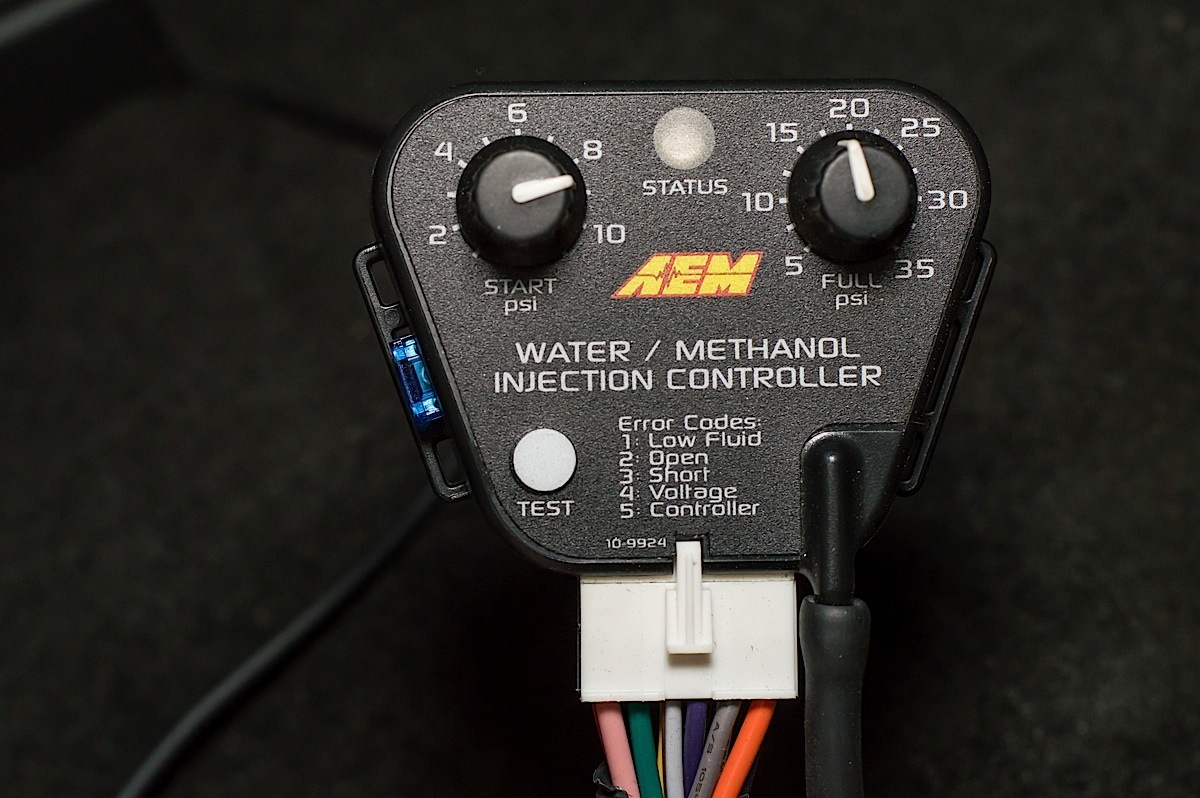 6
4
8
2
10
START
psi
STATUS
20
15
25
10
30
5
35
FULL
psi
AEM
WATER / METHANOL
INJECTION CONTROLLER
Error Codes:
1: Low Fluid
2: Open
3: Short
4: Voltage
5: Controller
TEST
10-9924